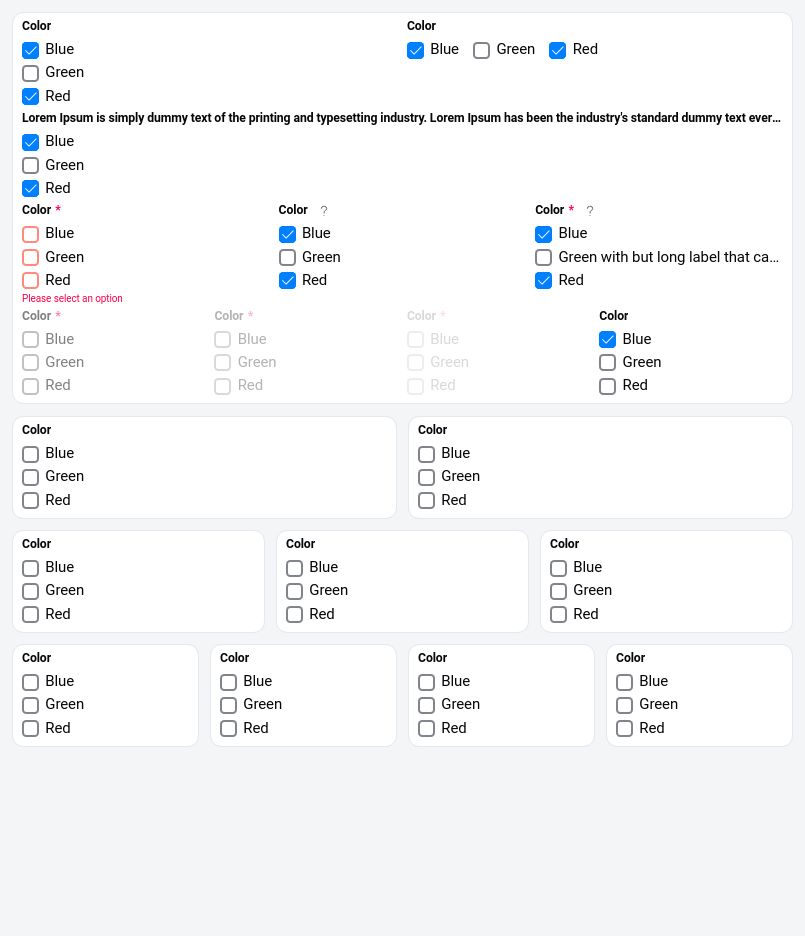 Color
Blue
Green
Red
Color
Blue Green Red
Lorem Ipsum is simply dummy text of the printing and typesetting industry. Lorem Ipsum has been the industry's standard dummy text ever...
Blue
Green
Red
Color *
Blue
Green
Red
Please select an option
Color ?
Blue
Green
Red
Color * ?
Blue
Green with but long label that ca...
Red
Color *
Blue
Green
Red
Color *
Blue
Green
Red
Color *
Blue
Green
Red
Color
Blue
Green
Red
Color
Blue
Green
Red
Color
Blue
Green
Red
Color
Blue
Green
Red
Color
Blue
Green
Red
Color
Blue
Green
Red
Color
Blue
Green
Red
Color
Blue
Green
Red
Color
Blue
Green
Red
Color
Blue
Green
Red